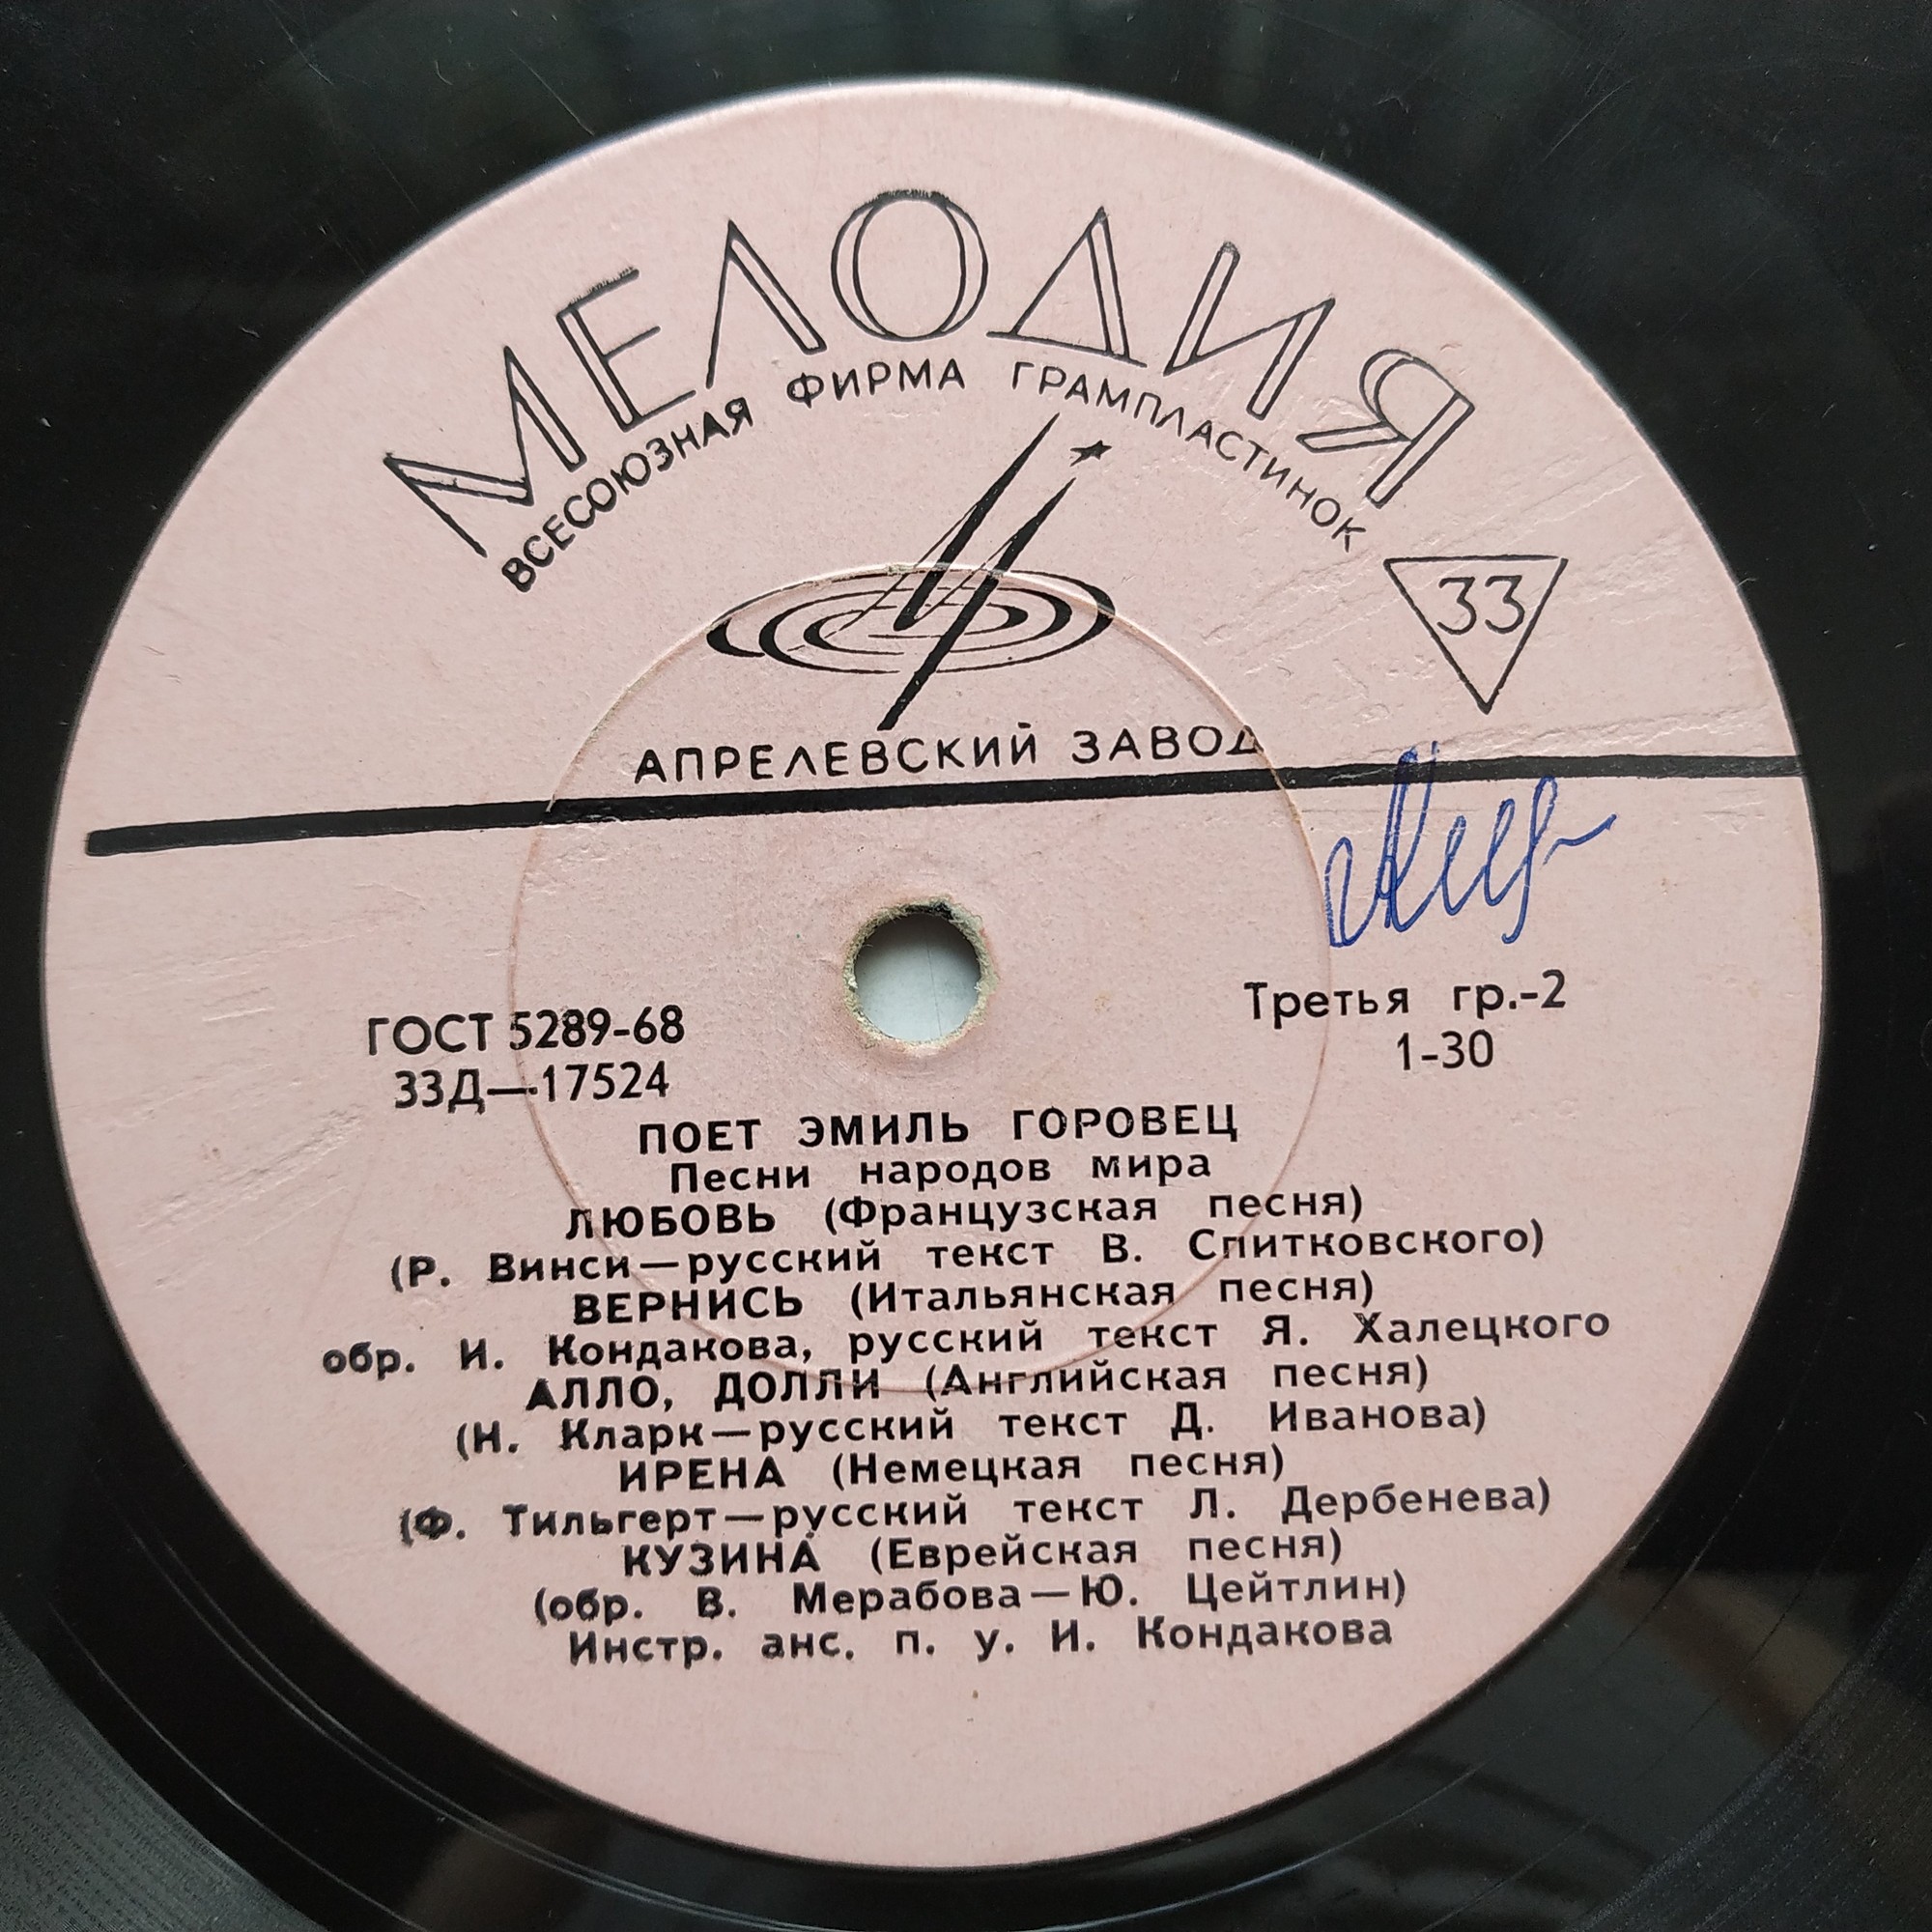 МЕЛОДИЯ
ВСЕСОЮЗНАЯ ФИРМА ГРАМПЛАСТИНОК
33
АПРЕЛЕВСКИЙ ЗАВОД
ГОСТ 5289-68
33Д—17524
Третья гр.-2
1-30
ПОЕТ ЭМИЛЬ ГОРОВЕЦ
Песни народов мира
ЛЮБОВЬ (Французская песня)
(Р. Винси—русский текст В. Спитковского)
ВЕРНИСЬ (Итальянская песня)
обр. И. Кондакова, русский текст Я. Халецкого
АЛЛО, ДОЛЛИ (Английская песня)
(Н. Кларк—русский текст Д. Иванова)
ИРЕНА (Немецкая песня)
(Ф. Тильгерт—русский текст Л. Дербенева)
КУЗИНА (Еврейская песня)
(обр. В. Мерабова—Ю. Цейтлин)
Инстр. анс. п. у. И. Кондакова